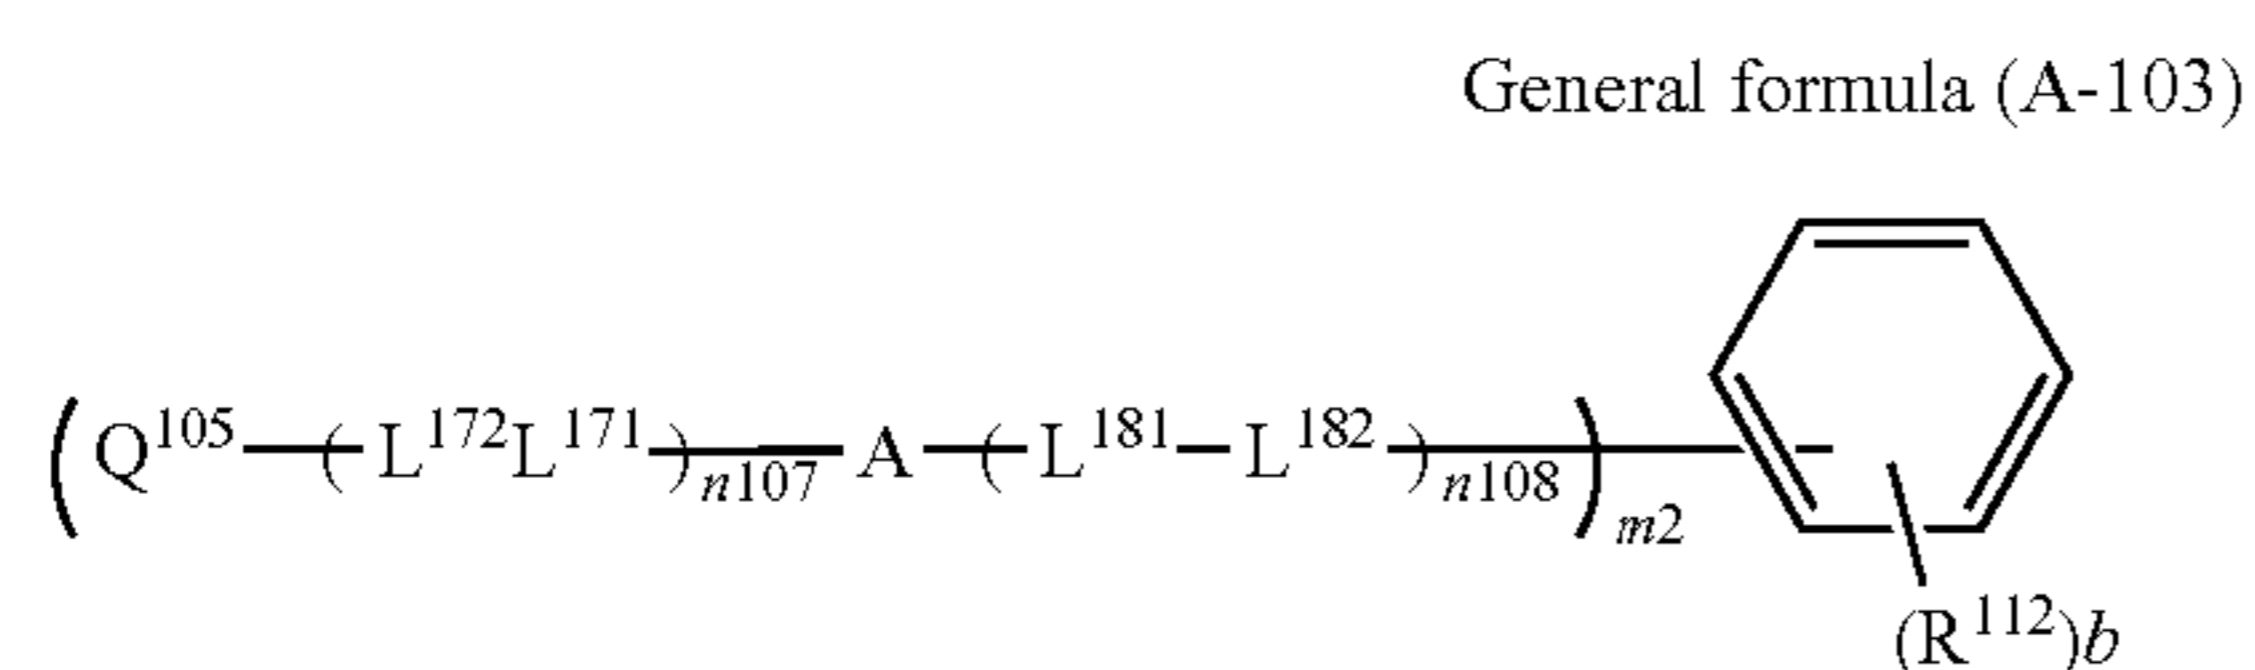 General formula (A-103)
(Q¹⁰⁵—(L¹⁷²L¹⁷¹)n107—A—(L¹⁸¹—L¹⁸²)n108)m2
(R¹¹²)b